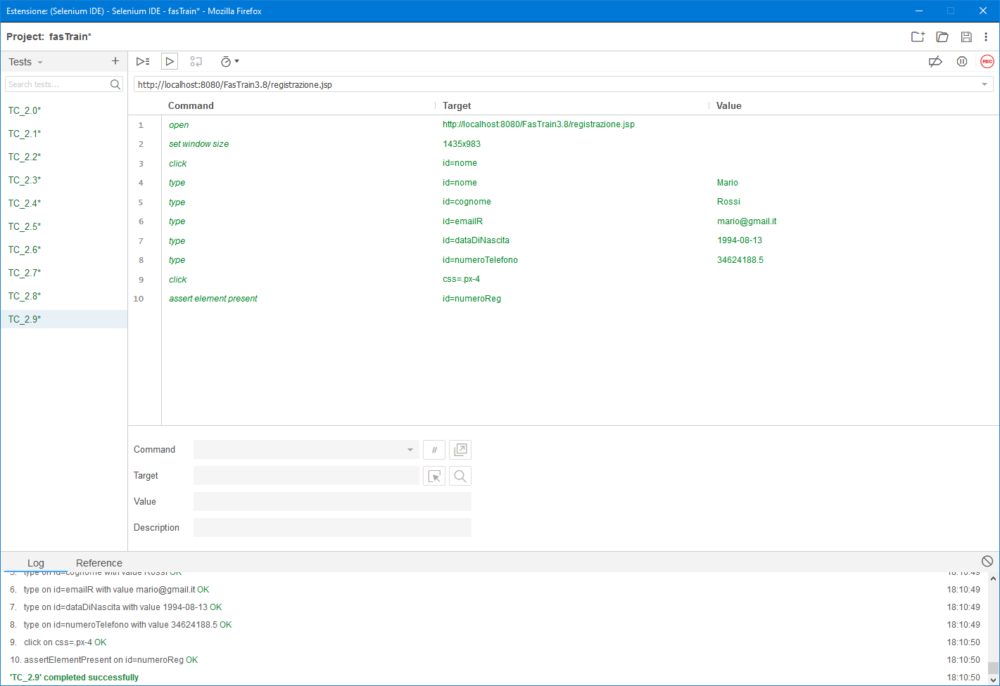 Estensione: (Selenium IDE) - Selenium IDE - fasTrain* - Mozilla Firefox
Project: fasTrain*
Tests
+
REC
Search tests...
http://localhost:8080/FasTrain3.8/registrazione.jsp
TC_2.0*
TC_2.1*
TC_2.2*
TC_2.3*
TC_2.4*
TC_2.5*
TC_2.6*
TC_2.7*
TC_2.8*
TC_2.9*
Command Target Value
1 open http://localhost:8080/FasTrain3.8/registrazione.jsp
2 set window size 1435x983
3 click id=nome
4 type id=nome Mario
5 type id=cognome Rossi
6 type id=emailR mario@gmail.it
7 type id=dataDiNascita 1994-08-13
8 type id=numeroTelefono 34624188.5
9 click css=.px-4
10 assert element present id=numeroReg
Command //
Target
Value
Description
Log Reference
5. type on id=cognome with value Rossi OK 18:10:49
6. type on id=emailR with value mario@gmail.it OK 18:10:49
7. type on id=dataDiNascita with value 1994-08-13 OK 18:10:49
8. type on id=numeroTelefono with value 34624188.5 OK 18:10:49
9. click on css=.px-4 OK 18:10:50
10. assertElementPresent on id=numeroReg OK 18:10:50
'TC_2.9' completed successfully 18:10:50